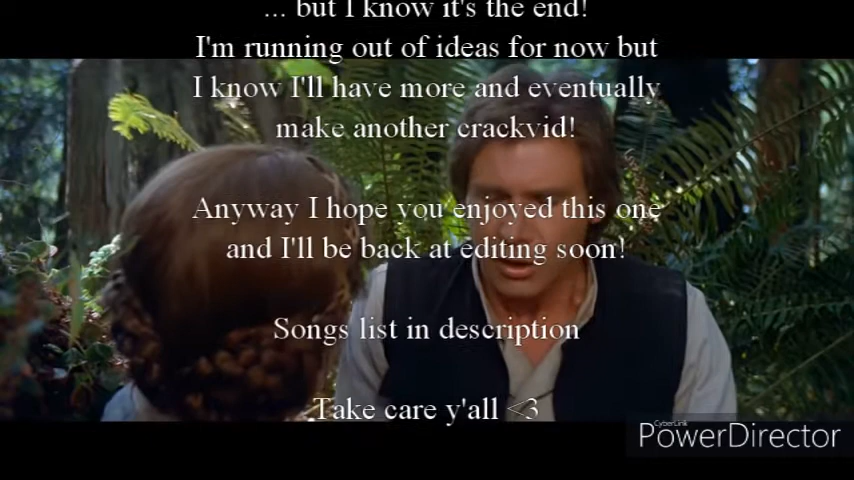 ... but I know it's the end!
I'm running out of ideas for now but
I know I'll have more and eventually
make another crackvid!
Anyway I hope you enjoyed this one
and I'll be back at editing soon!
Songs list in description
Take care y'all <3
CyberLink
PowerDirector